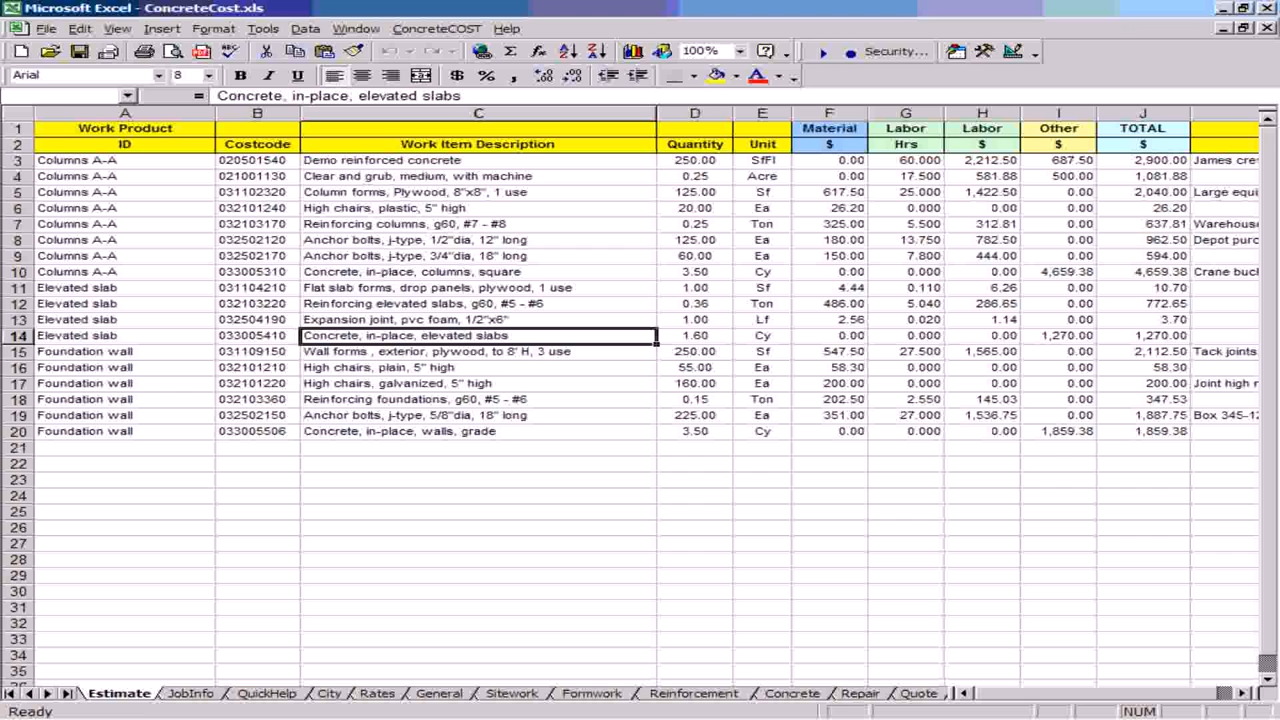 Microsoft Excel - ConcreteCost.xls
File Edit View Insert Format Tools Data Window ConcreteCOST Help
100% Security...
Arial 8 B I U $ % ,
= Concrete, in-place, elevated slabs
A B C D E F G H I J
1 Work Product Material Labor Labor Other TOTAL
2 ID Costcode Work Item Description Quantity Unit $ Hrs $ $ $
3 Columns A-A 020501540 Demo reinforced concrete 250.00 SfFl 0.00 60.000 2,212.50 687.50 2,900.00 James cre
4 Columns A-A 021001130 Clear and grub, medium, with machine 0.25 Acre 0.00 17.500 581.88 500.00 1,081.88
5 Columns A-A 031102320 Column forms, Plywood, 8"x8", 1 use 125.00 Sf 617.50 25.000 1,422.50 0.00 2,040.00 Large equi
6 Columns A-A 032101240 High chairs, plastic, 5" high 20.00 Ea 26.20 0.000 0.00 0.00 26.20
7 Columns A-A 032103170 Reinforcing columns, g60, #7 - #8 0.25 Ton 325.00 5.500 312.81 0.00 637.81 Warehouse
8 Columns A-A 032502120 Anchor bolts, j-type, 1/2"dia, 12" long 125.00 Ea 180.00 13.750 782.50 0.00 962.50 Depot purc
9 Columns A-A 032502170 Anchor bolts, j-type, 3/4"dia, 18" long 60.00 Ea 150.00 7.800 444.00 0.00 594.00
10 Columns A-A 033005310 Concrete, in-place, columns, square 3.50 Cy 0.00 0.000 0.00 4,659.38 4,659.38 Crane buc
11 Elevated slab 031104210 Flat slab forms, drop panels, plywood, 1 use 1.00 Sf 4.44 0.110 6.26 0.00 10.70
12 Elevated slab 032103220 Reinforcing elevated slabs, g60, #5 - #6 0.36 Ton 486.00 5.040 286.65 0.00 772.65
13 Elevated slab 032504190 Expansion joint, pvc foam, 1/2"x6" 1.00 Lf 2.56 0.020 1.14 0.00 3.70
14 Elevated slab 033005410 Concrete, in-place, elevated slabs 1.60 Cy 0.00 0.000 0.00 1,270.00 1,270.00
15 Foundation wall 031109150 Wall forms , exterior, plywood, to 8' H, 3 use 250.00 Sf 547.50 27.500 1,565.00 0.00 2,112.50 Tack joints
16 Foundation wall 032101210 High chairs, plain, 5" high 55.00 Ea 58.30 0.000 0.00 0.00 58.30
17 Foundation wall 032101220 High chairs, galvanized, 5" high 160.00 Ea 200.00 0.000 0.00 0.00 200.00 Joint high r
18 Foundation wall 032103360 Reinforcing foundations, g60, #5 - #6 0.15 Ton 202.50 2.550 145.03 0.00 347.53
19 Foundation wall 032502150 Anchor bolts, j-type, 5/8"dia, 18" long 225.00 Ea 351.00 27.000 1,536.75 0.00 1,887.75 Box 345-12
20 Foundation wall 033005506 Concrete, in-place, walls, grade 3.50 Cy 0.00 0.000 0.00 1,859.38 1,859.38
21
22
23
24
25
26
27
28
29
30
31
32
33
34
35
Estimate JobInfo QuickHelp City Rates General Sitework Formwork Reinforcement Concrete Repair Quote
Ready NUM